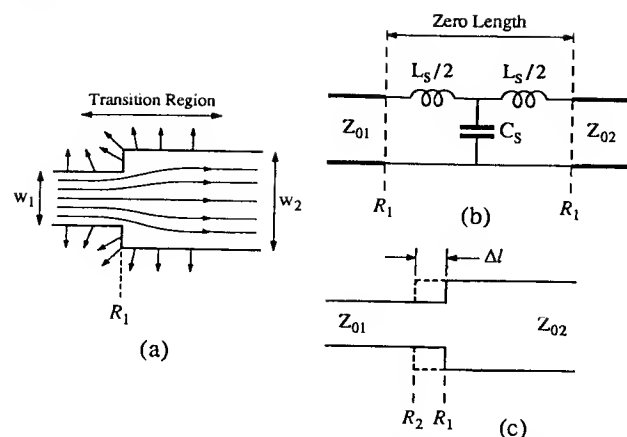 Transition Region
w₁
w₂
R₁
(a)
Zero Length
Lₛ/2
Lₛ/2
Z₀₁
Cₛ
Z₀₂
R₁
R₁
(b)
Δl
Z₀₁
Z₀₂
R₂
R₁
(c)